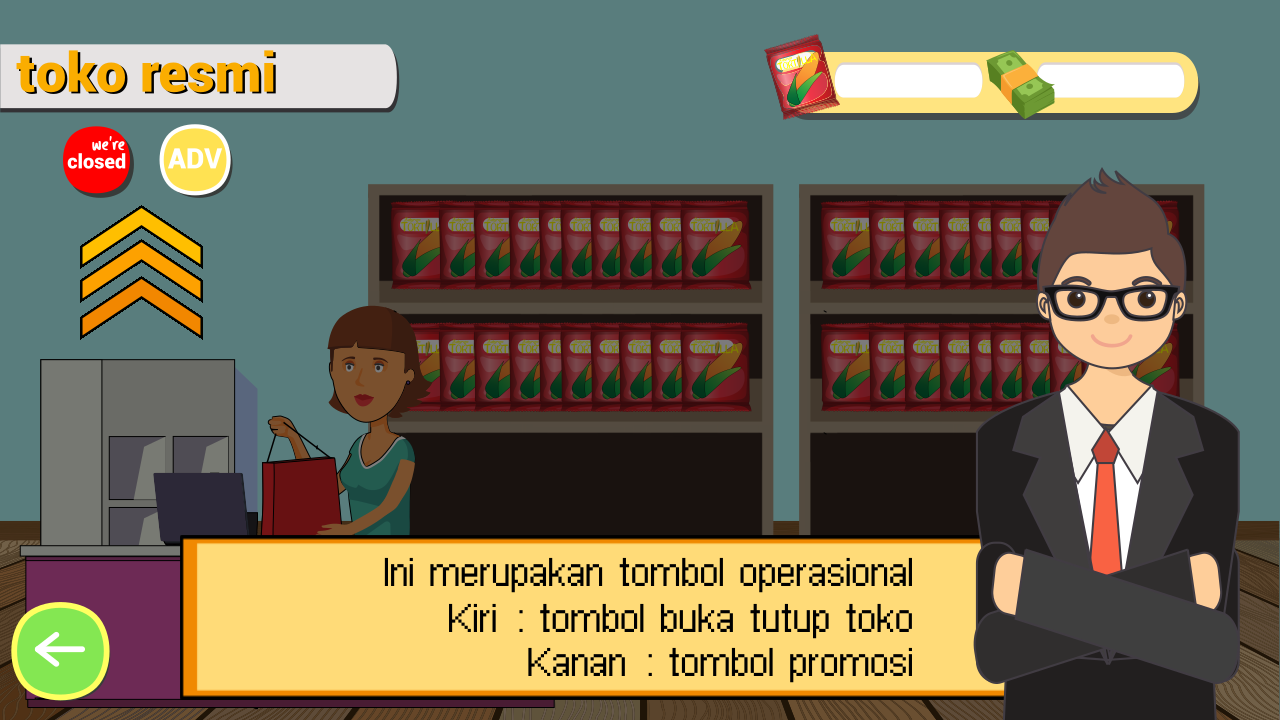 toko resmi
we're
closed
ADV
Ini merupakan tombol operasional
Kiri : tombol buka tutup toko
Kanan : tombol promosi